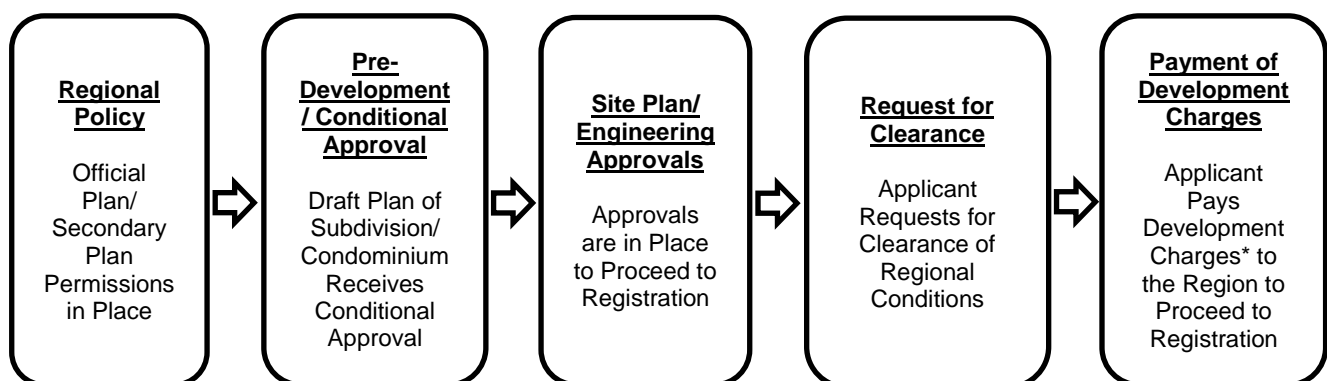 Regional
Policy
Official
Plan/
Secondary
Plan
Permissions
in Place
Pre-
Development
/ Conditional
Approval
Draft Plan of
Subdivision/
Condominium
Receives
Conditional
Approval
Site Plan/
Engineering
Approvals
Approvals
are in Place
to Proceed to
Registration
Request for
Clearance
Applicant
Requests for
Clearance of
Regional
Conditions
Payment of
Development
Charges
Applicant
Pays
Development
Charges* to
the Region to
Proceed to
Registration